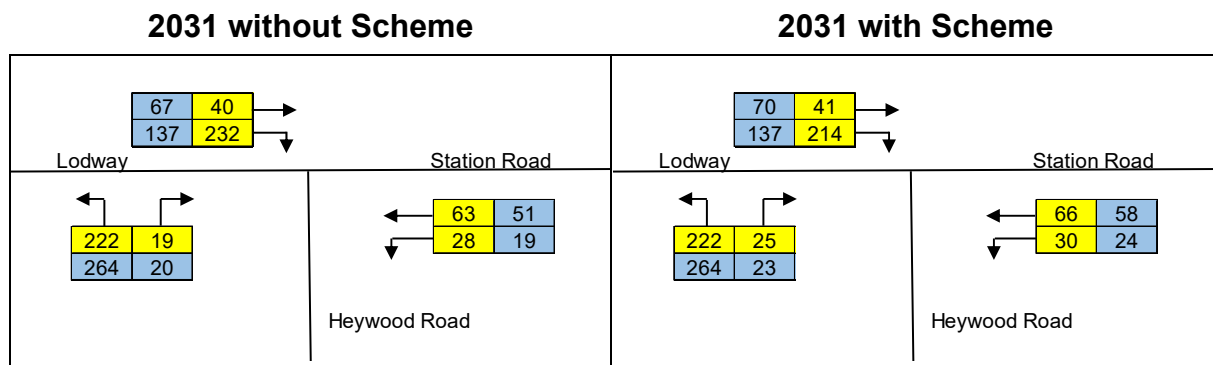 2031 without Scheme
67 40
137 232
Lodway
Station Road
63 51
28 19
222 19
264 20
Heywood Road
2031 with Scheme
70 41
137 214
Lodway
Station Road
66 58
30 24
222 25
264 23
Heywood Road